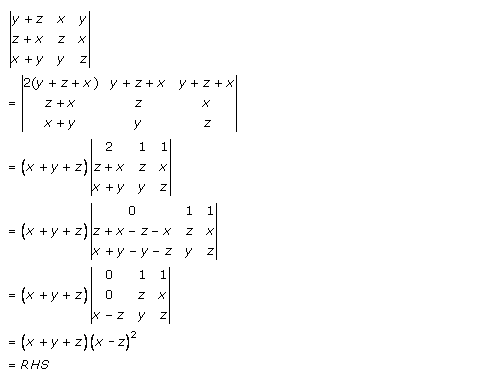 |y + z x y|
|z + x z x|
|x + y y z|
= |2(y + z + x) y + z + x y + z + x|
|z + x z x|
|x + y y z|
= (x + y + z) |2 1 1|
|z + x z x|
|x + y y z|
= (x + y + z) |0 1 1|
|z + x - z - x z x|
|x + y - y - z y z|
= (x + y + z) |0 1 1|
|0 z x|
|x - z y z|
= (x + y + z)(x - z)²
= RHS